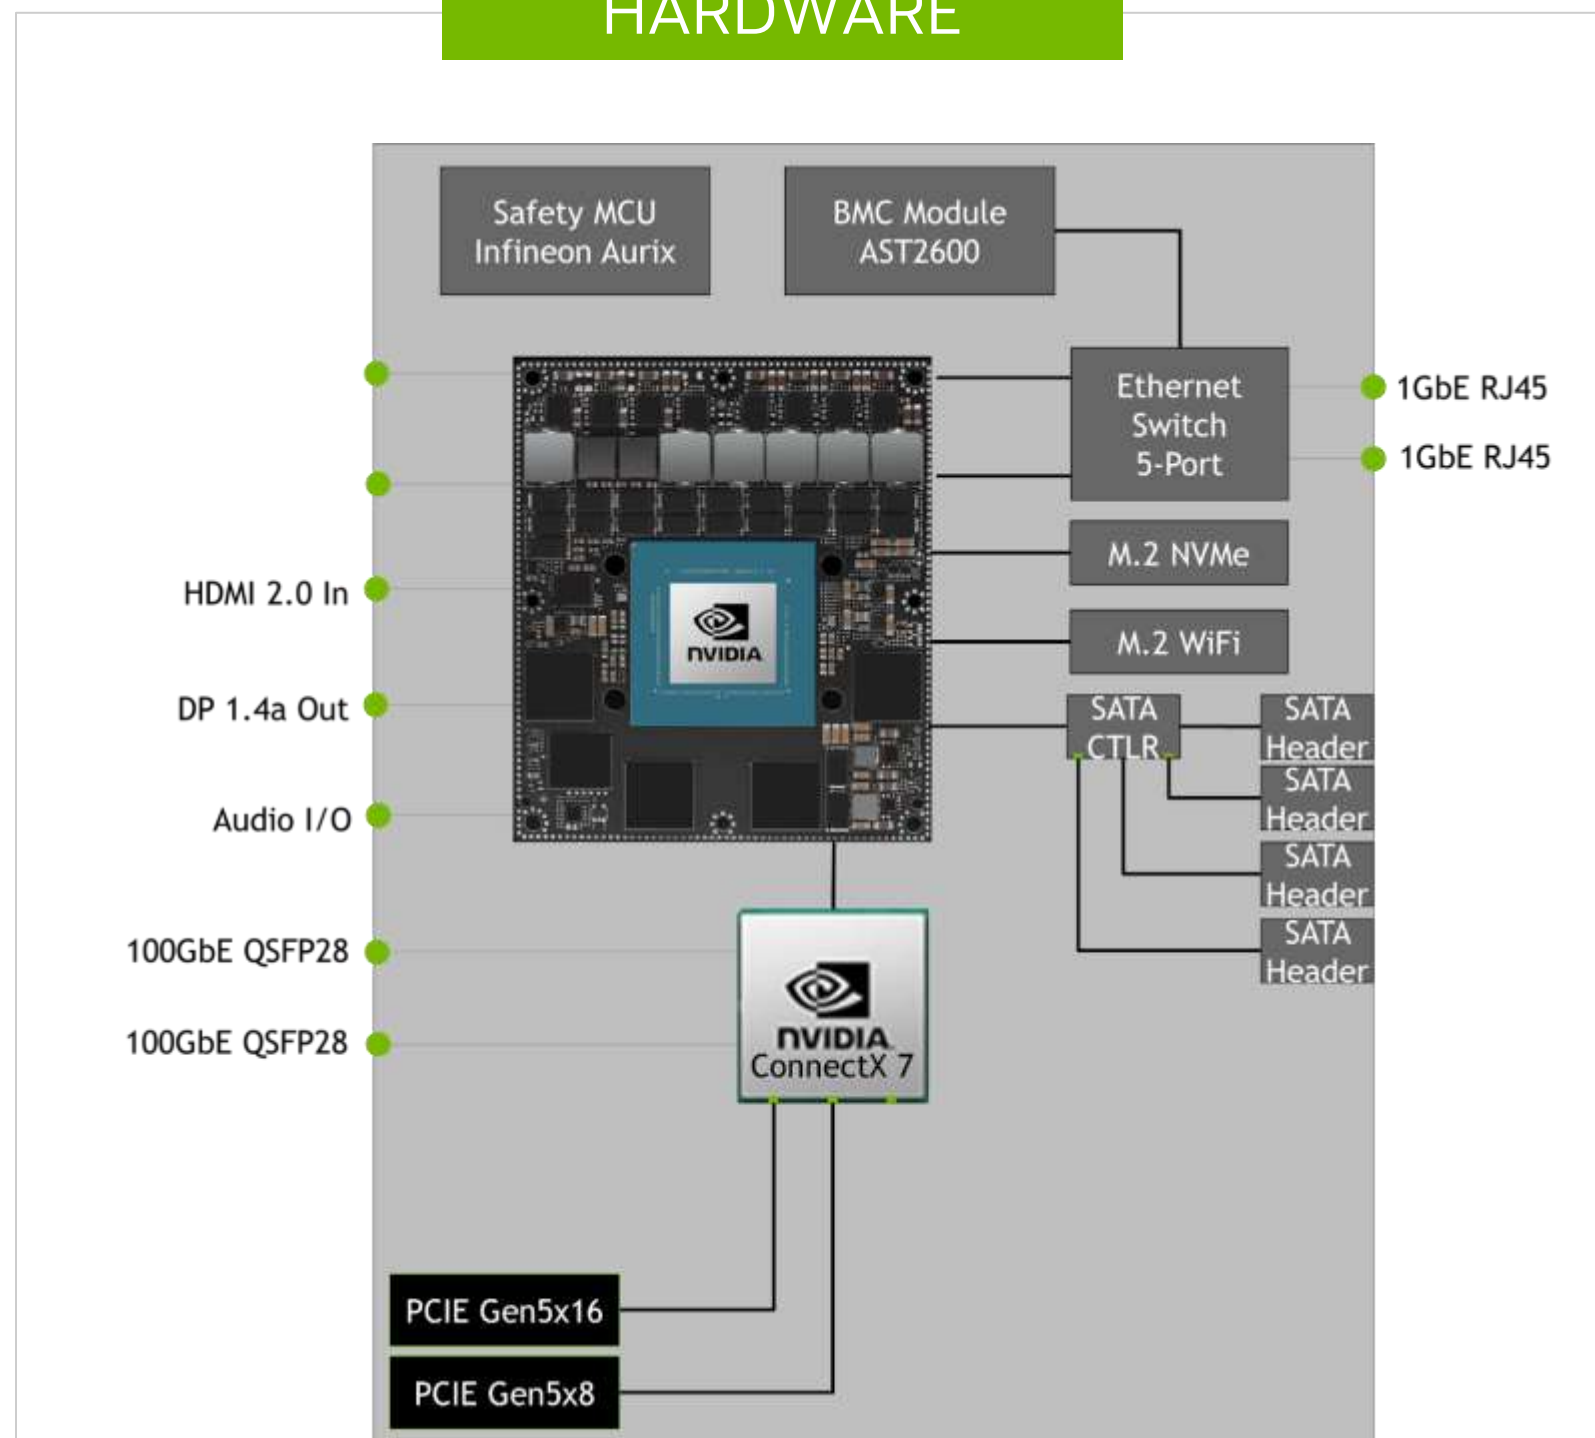 HARDWARE
Safety MCU
Infineon Aurix
BMC Module
AST2600
Ethernet
Switch
5-Port
1GbE RJ45
1GbE RJ45
M.2 NVMe
M.2 WiFi
HDMI 2.0 In
DP 1.4a Out
Audio I/O
NVIDIA
SATA
CTLR
SATA
Header
SATA
Header
SATA
Header
SATA
Header
100GbE QSFP28
100GbE QSFP28
NVIDIA
ConnectX 7
PCIE Gen5x16
PCIE Gen5x8